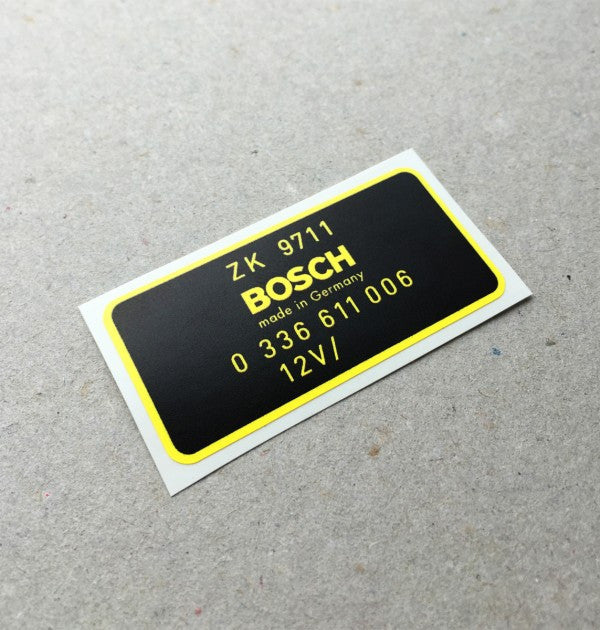 ZK 9711
BOSCH
made in Germany
0 336 611 006
12V/